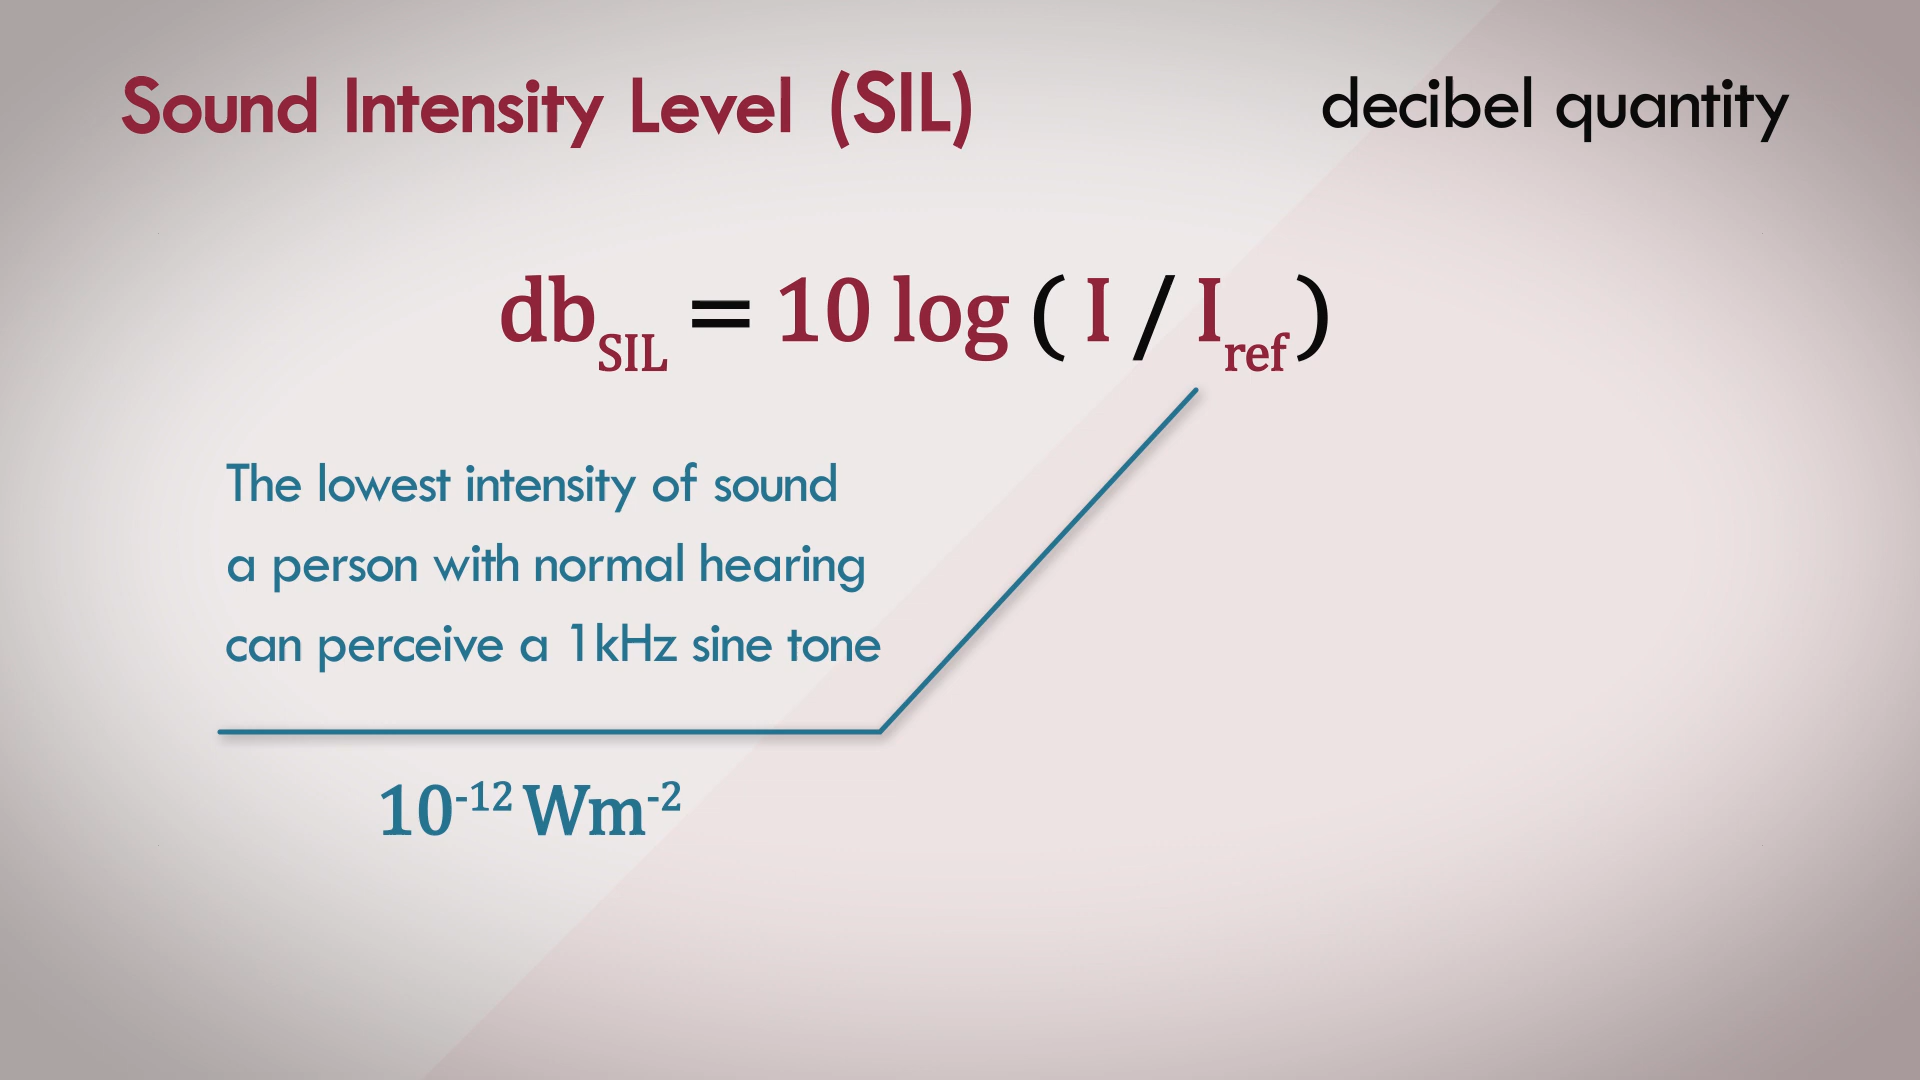 Sound Intensity Level (SIL)
decibel quantity
db_SIL = 10 log ( I / I_ref )
The lowest intensity of sound
a person with normal hearing
can perceive a 1kHz sine tone
10⁻¹² Wm⁻²